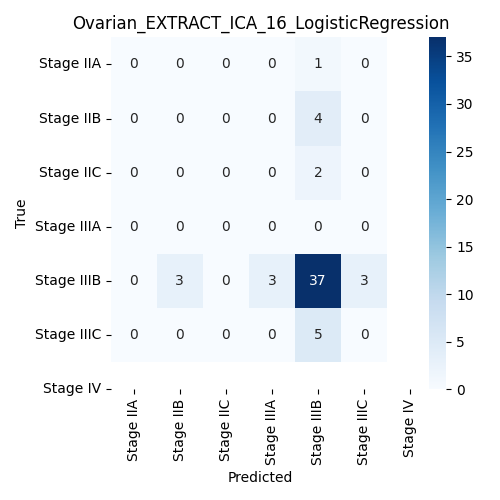 Ovarian_EXTRACT_ICA_16_LogisticRegression
Stage IIA 0 0 0 0 1 0
Stage IIB 0 0 0 0 4 0
Stage IIC 0 0 0 0 2 0
Stage IIIA 0 0 0 0 0 0
Stage IIIB 0 3 0 3 37 3
Stage IIIC 0 0 0 0 5 0
Stage IV
True
Stage IIA Stage IIB Stage IIC Stage IIIA Stage IIIB Stage IIIC Stage IV
Predicted
35
30
25
20
15
10
5
0